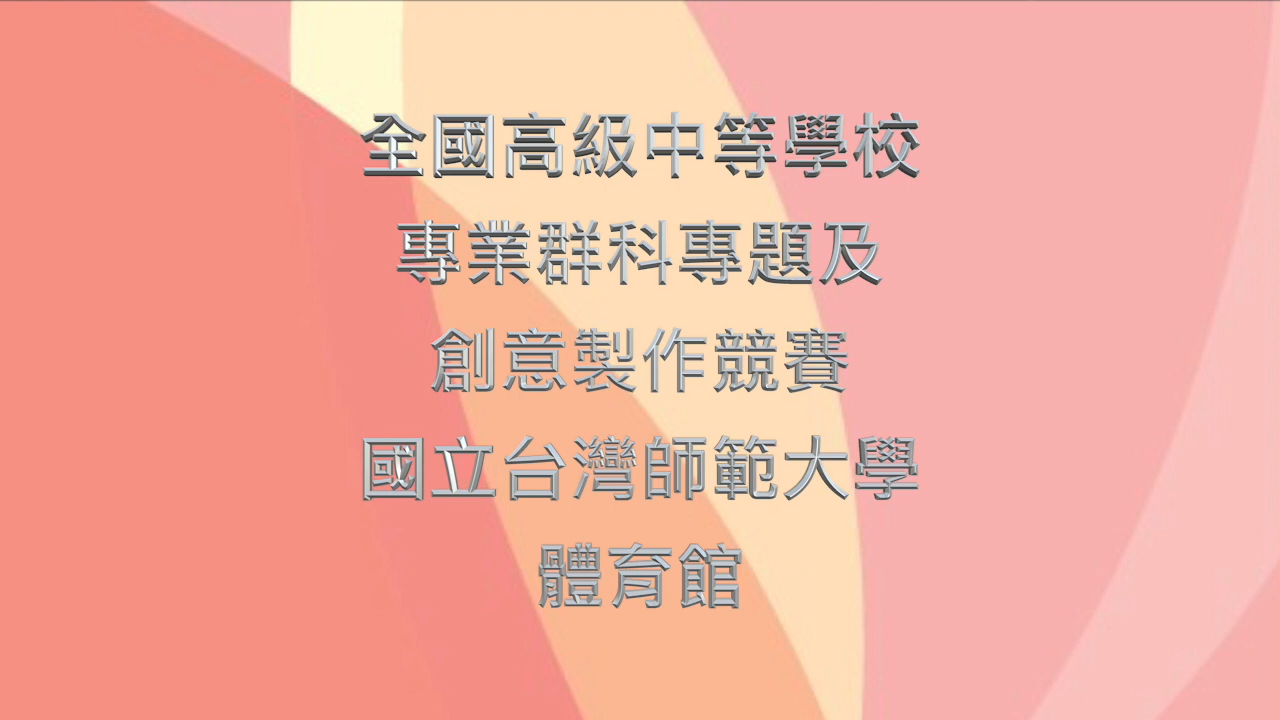 全國高級中等學校
專業群科專題及
創意製作競賽
國立台灣師範大學
體育館